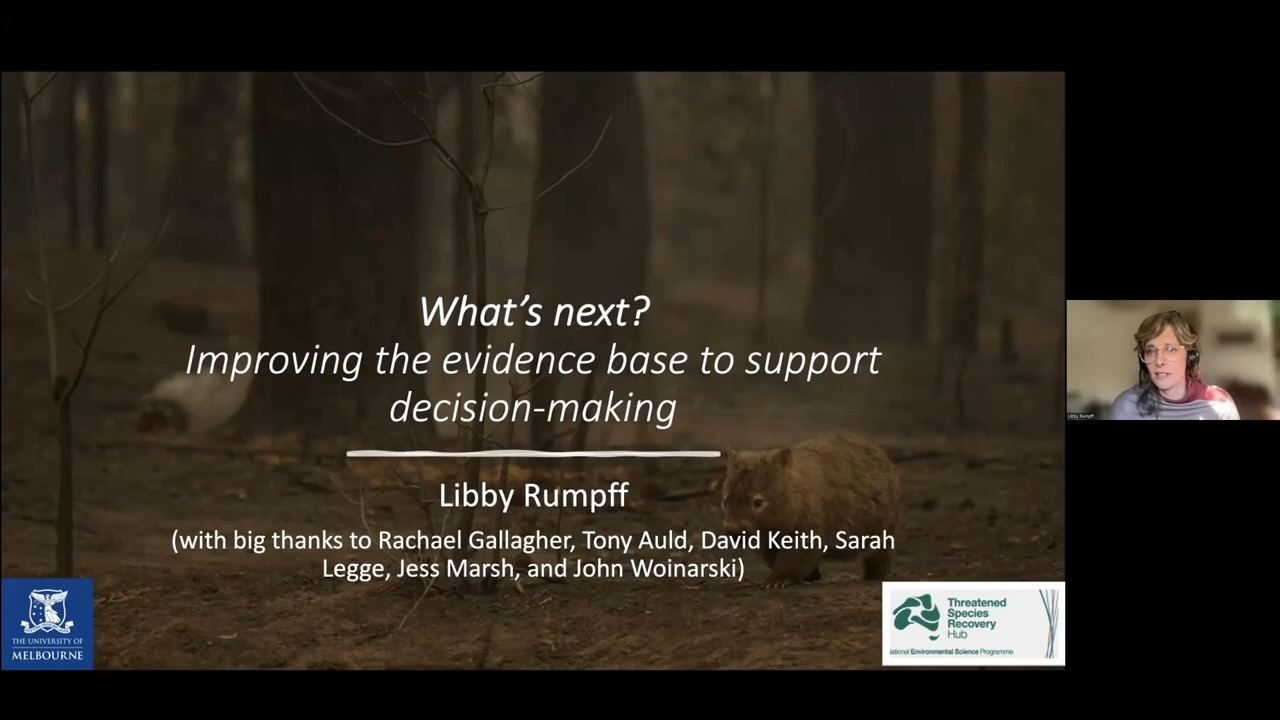 What's next?
Improving the evidence base to support
decision-making
Libby Rumpff
(with big thanks to Rachael Gallagher, Tony Auld, David Keith, Sarah
Legge, Jess Marsh, and John Woinarski)
THE UNIVERSITY OF
MELBOURNE
Threatened
Species
Recovery
Hub
National Environmental Science Programme
Libby Rumpff